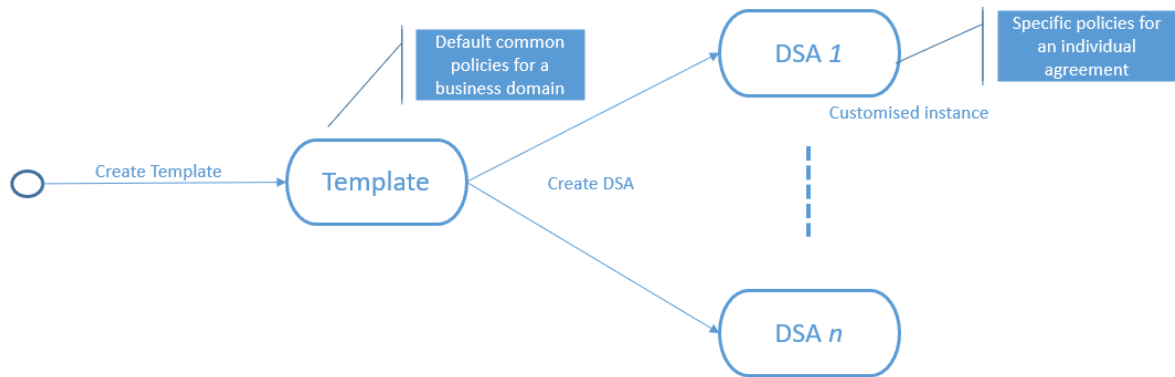 Default common
policies for a
business domain
DSA 1
Specific policies for
an individual
agreement
Customised instance
Create Template
Template
Create DSA
DSA n